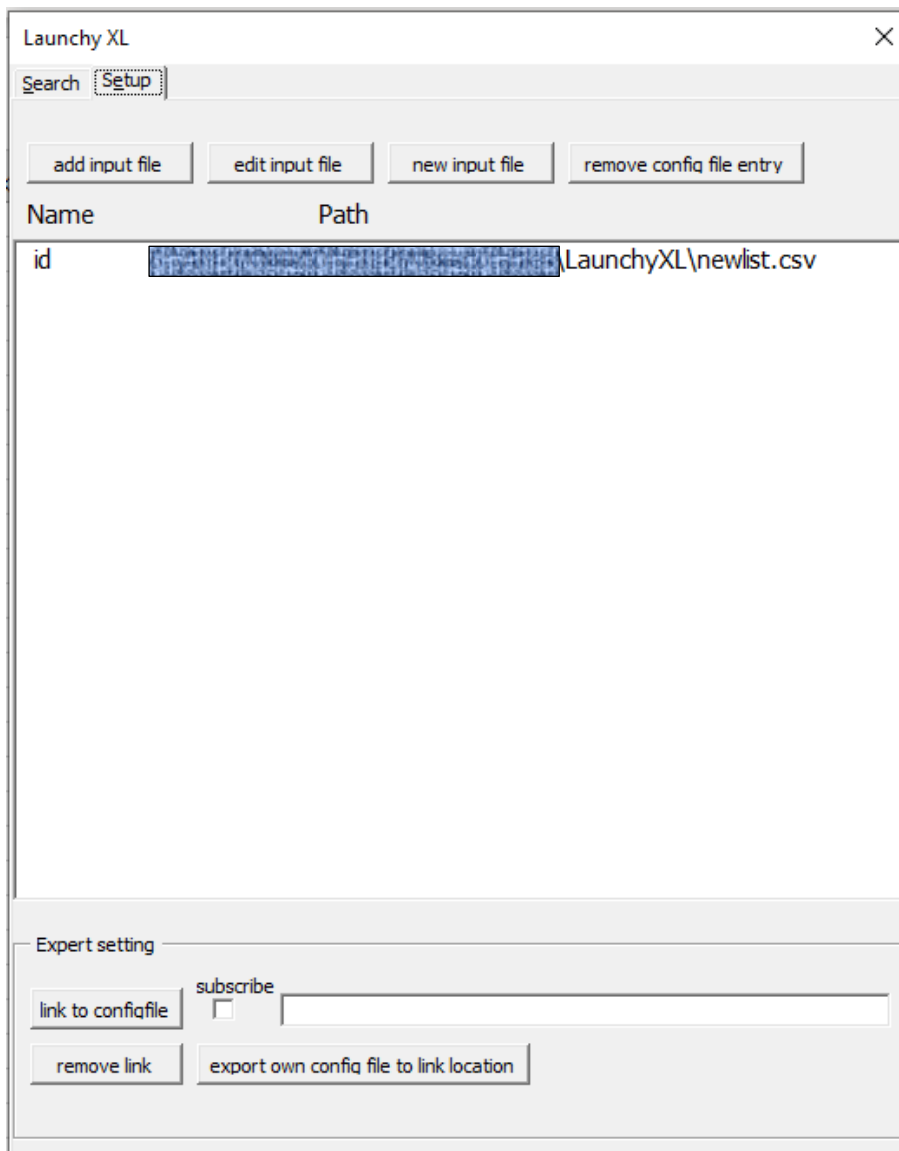 Launchy XL
Search Setup
add input file edit input file new input file remove config file entry
Name Path
id \LaunchyXL\newlist.csv
Expert setting
link to configfile subscribe
remove link export own config file to link location